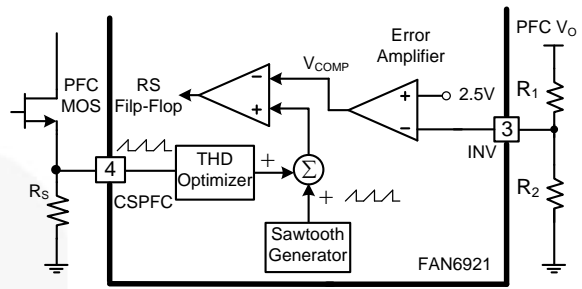 PFC
MOS
RS
Filp-Flop
VCOMP
Error
Amplifier
PFC VO
2.5V
R1
3
INV
R2
4
CSPFC
RS
THD
Optimizer
Σ
Sawtooth
Generator
FAN6921
−
+
+
−
+
+